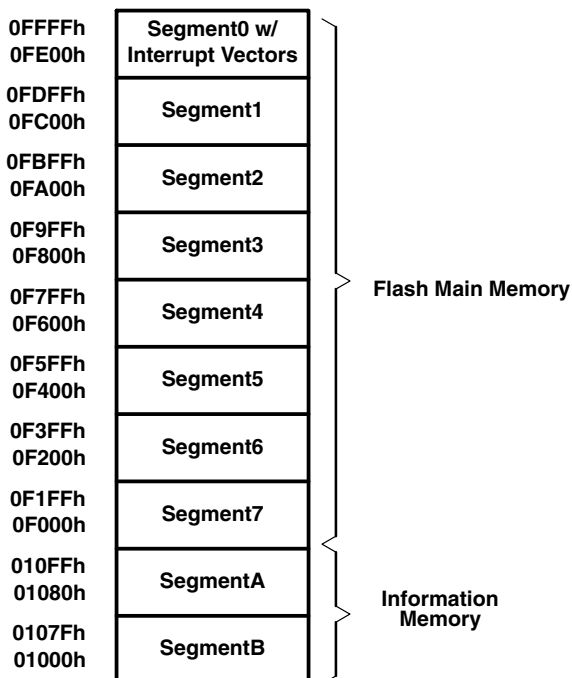 0FFFFh
0FE00h
Segment0 w/
Interrupt Vectors
0FDFFh
0FC00h
Segment1
0FBFFh
0FA00h
Segment2
0F9FFh
0F800h
Segment3
0F7FFh
0F600h
Segment4
0F5FFh
0F400h
Segment5
0F3FFh
0F200h
Segment6
0F1FFh
0F000h
Segment7
010FFh
01080h
SegmentA
0107Fh
01000h
SegmentB
Flash Main Memory
Information
Memory